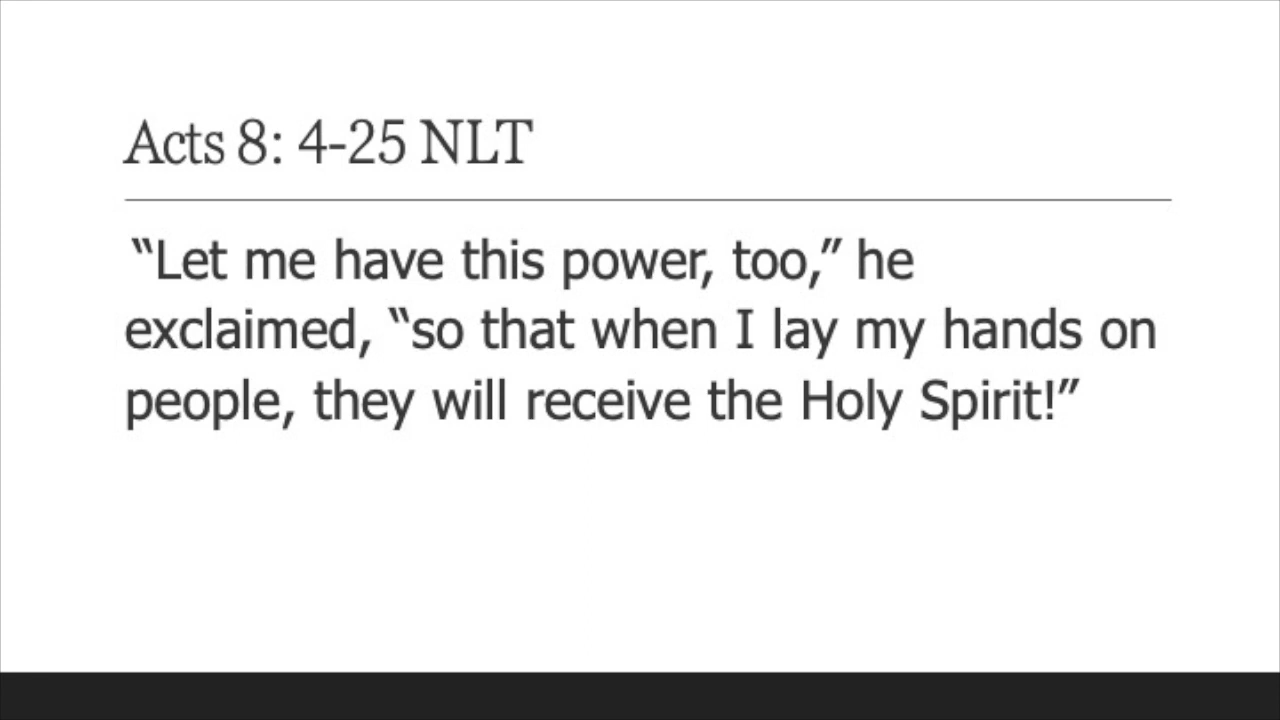 Acts 8: 4-25 NLT
“Let me have this power, too,” he
exclaimed, “so that when I lay my hands on
people, they will receive the Holy Spirit!”